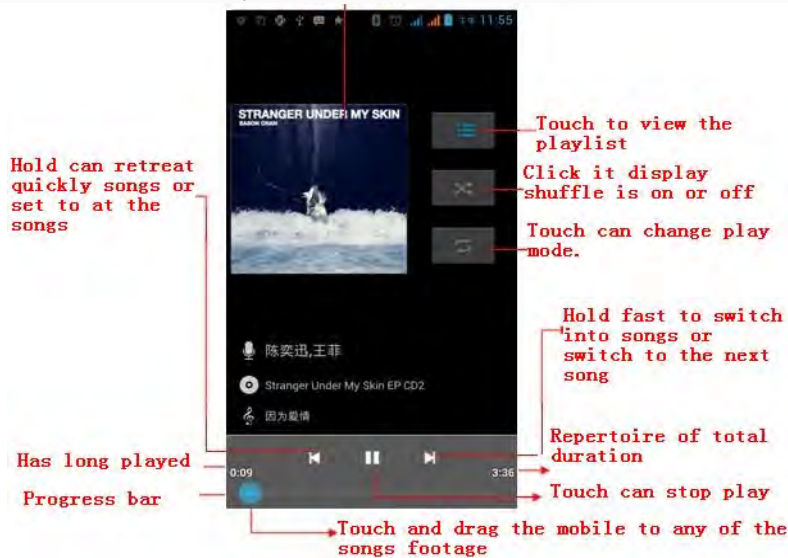 11:55
STRANGER UNDER MY SKIN
EASON CHAN
Touch to view the
playlist
Click it display
shuffle is on or off
Touch can change play
mode.
Hold can retreat
quickly songs or
set to at the
songs
Hold fast to switch
into songs or
switch to the next
song
陈奕迅,王菲
Stranger Under My Skin EP CD2
因为爱情
Repertoire of total
duration
Has long played
0:09
3:36
Touch can stop play
Progress bar
Touch and drag the mobile to any of the
songs footage